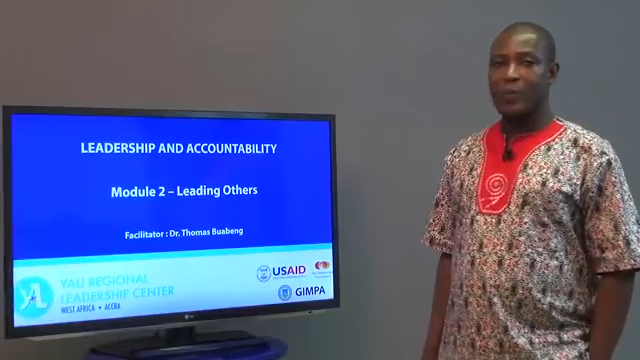 LEADERSHIP AND ACCOUNTABILITY
Module 2 – Leading Others
Facilitator : Dr. Thomas Buabeng
YALI REGIONAL
LEADERSHIP CENTER
WEST AFRICA • ACCRA
USAID
GIMPA
LG